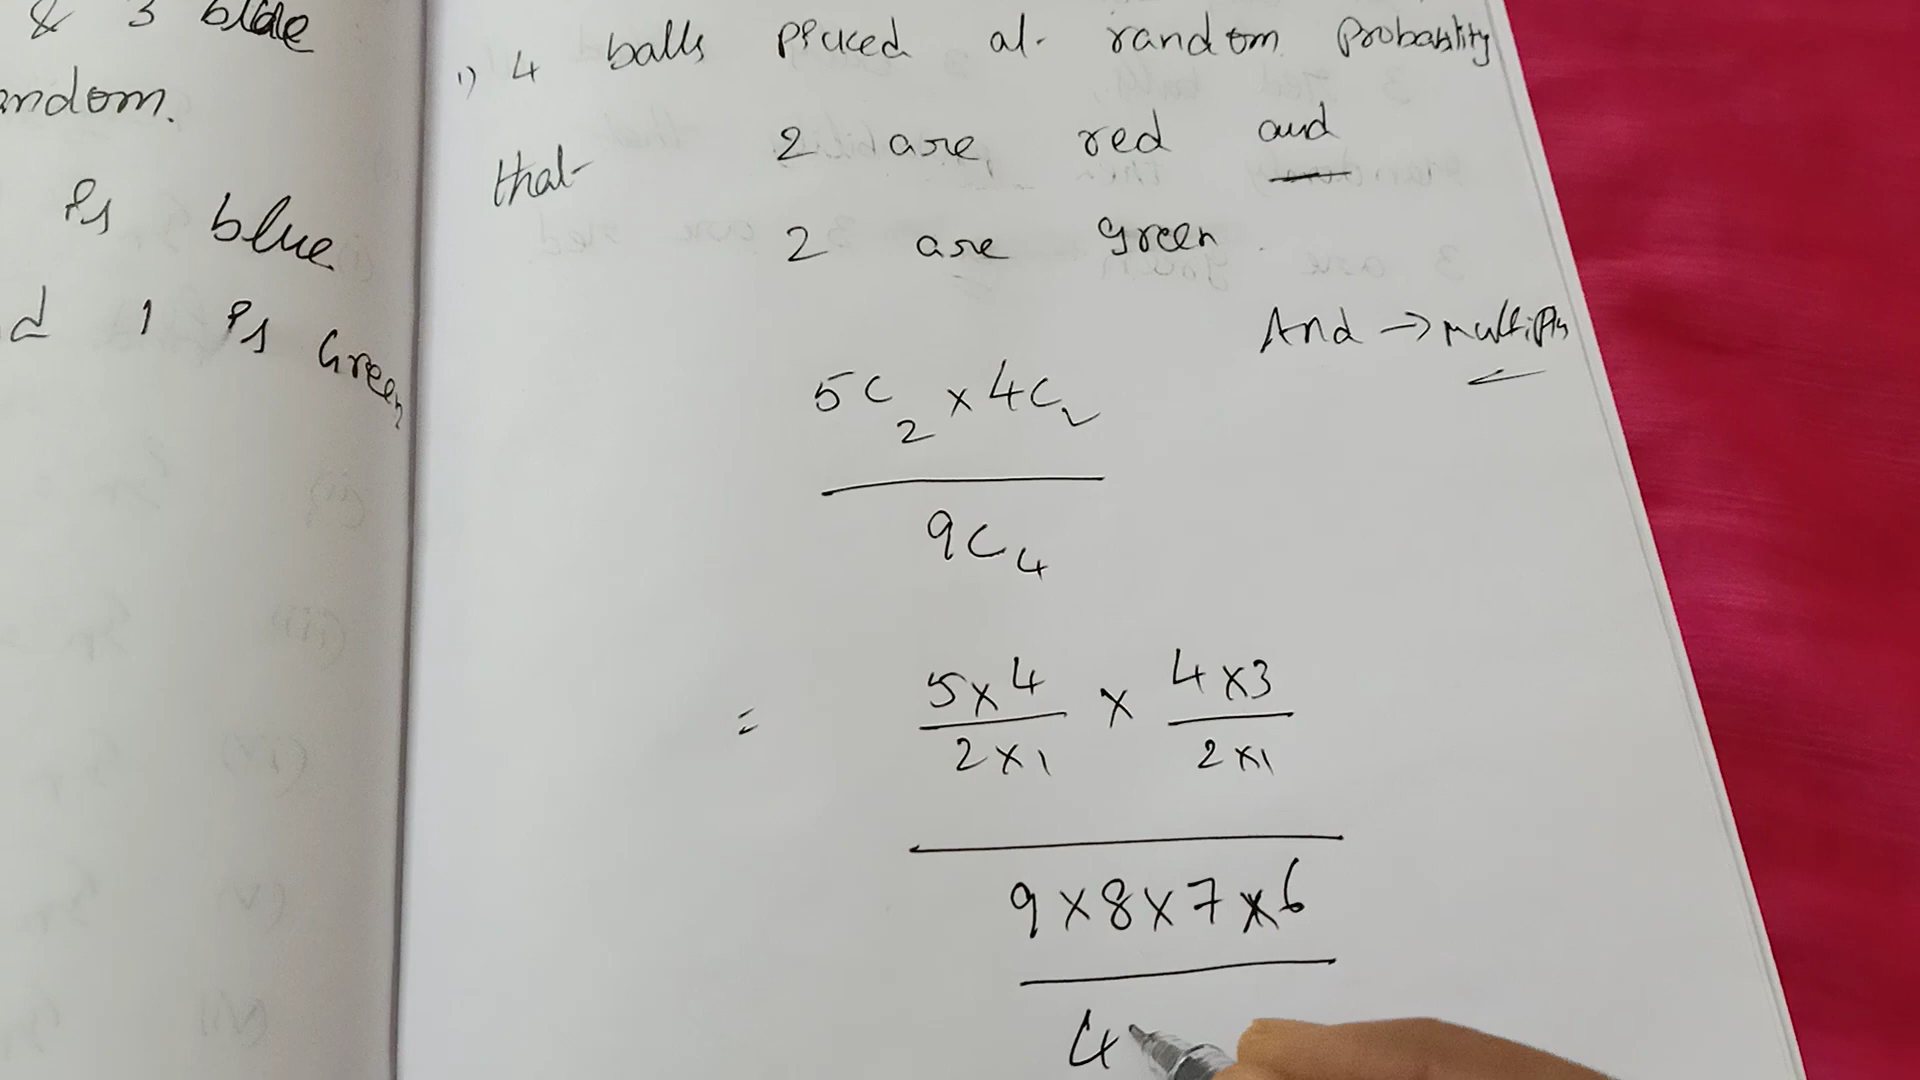 & 3 blue
andom.
is blue
d 1 is Green
1) 4 balls picked at random probability
that 2 are red and
2 are green.
And → multiply
5C2 × 4C2
9C4
= 5×4 × 4×3
2×1 2×1
9×8×7×6
4